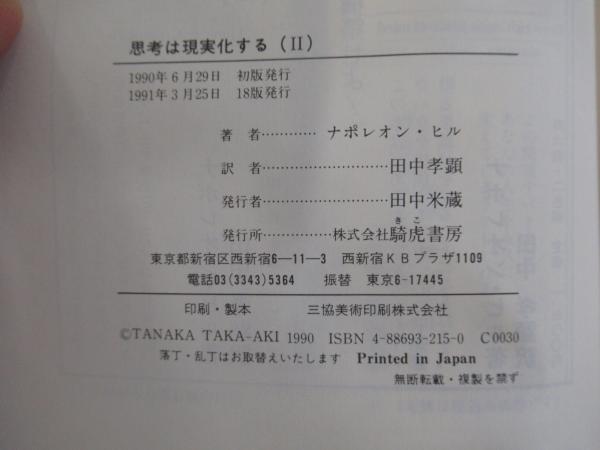 思考は現実化する(II)
1990年6月29日 初版発行
1991年3月25日 18版発行
著者………… ナポレオン・ヒル
訳者……………………田中孝顕
発行者……………………田中米蔵
発行所……………株式会社騎虎書房
きこ
東京都新宿区西新宿6―11―3 西新宿KBプラザ1109
電話03(3343)5364 振替 東京6-17445
印刷・製本 三協美術印刷株式会社
©TANAKA TAKA-AKI 1990 ISBN 4-88693-215-0 C0030
落丁・乱丁はお取替えいたします Printed in Japan
無断転載・複製を禁ず